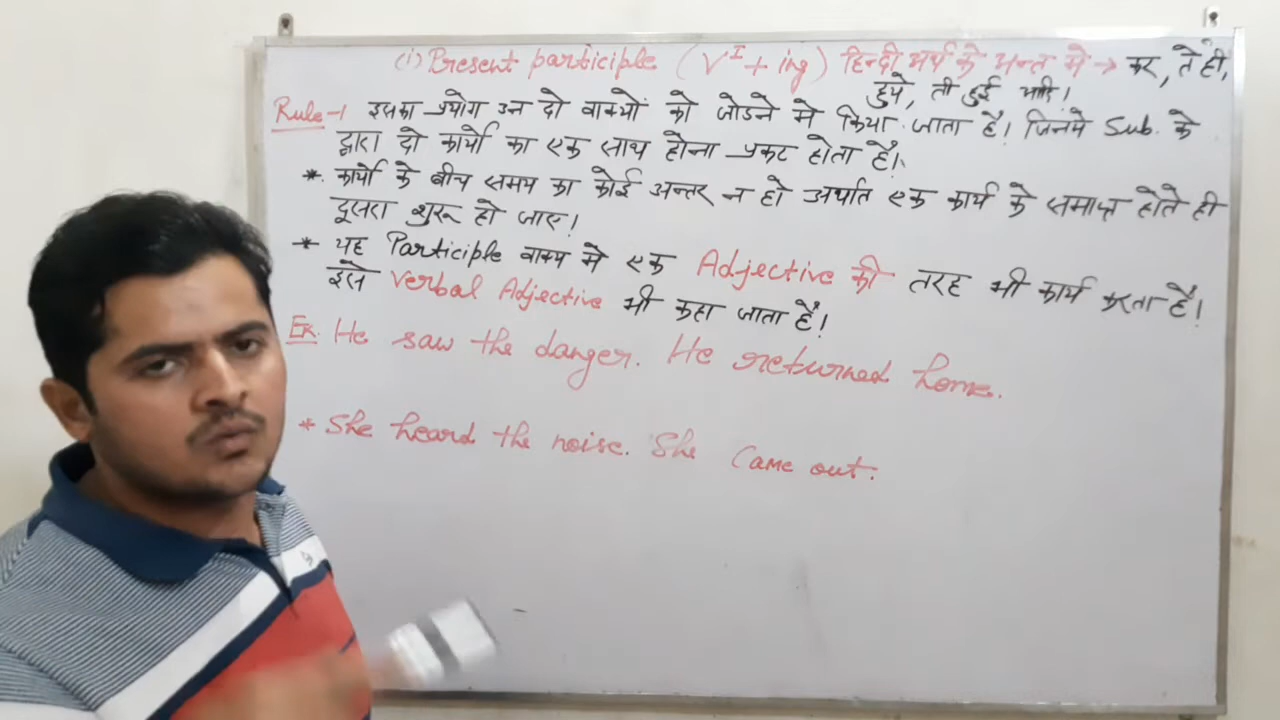 (i) Present participle (V^I + ing) हिन्दी अर्थ के अन्त मे → कर, ते ही,
हुये, ती हुई आदि।
Rule-1 इसका प्रयोग उन दो वाक्यों को जोडने मे किया जाता है। जिनमे Sub. के
द्वारा दो कार्यो का एक साथ होना प्रकट होता है।
* कार्यो के बीच समय का कोई अन्तर न हो अर्थात एक कार्य के समाप्त होते ही
दूसरा शुरू हो जाए।
* यह Participle वाक्य मे एक Adjective की तरह भी कार्य करता है।
इसे Verbal Adjective भी कहा जाता है।
Ex. He saw the danger. He returned home.
* She heard the noise. She Came out.